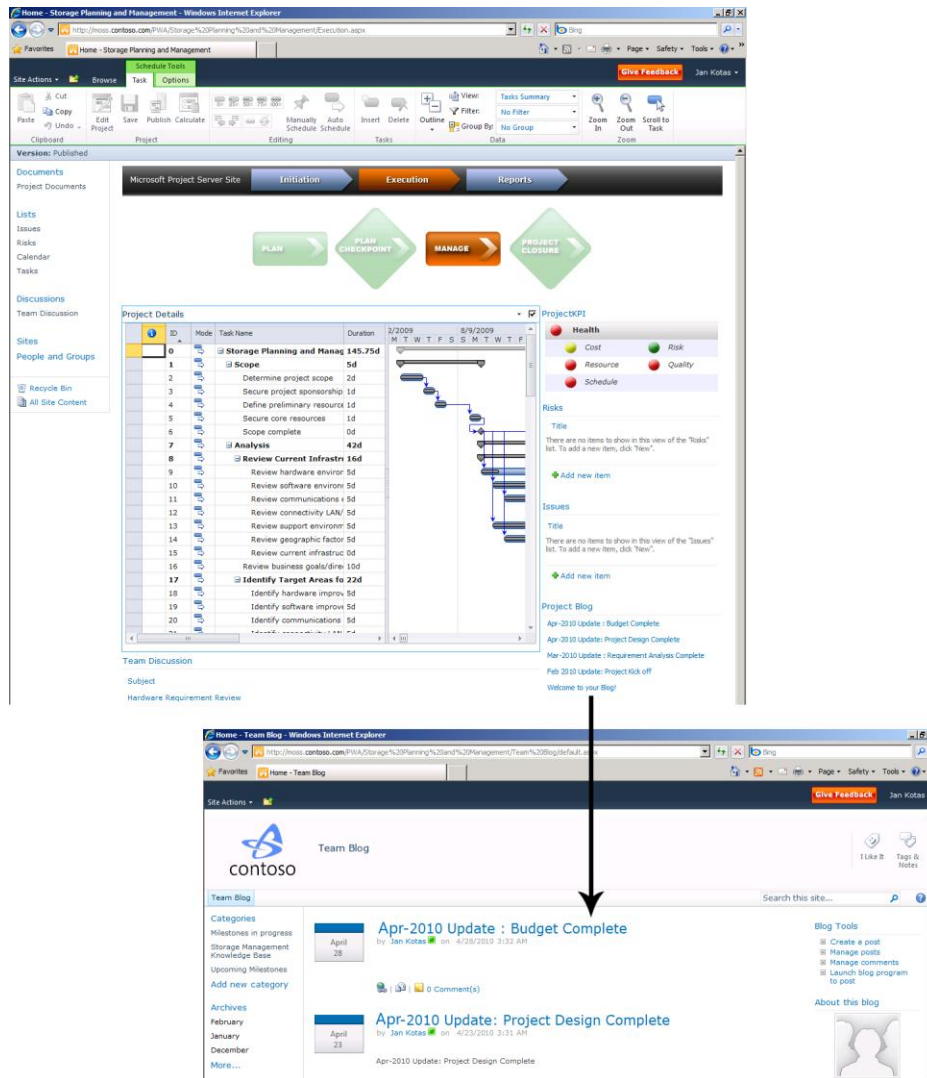 Home - Storage Planning and Management - Windows Internet Explorer
http://moss.contoso.com/PWA/Storage%20Planning%20and%20Management/Execution.aspx
Bing
Favorites Home - Storage Planning and Management
Page Safety Tools
Schedule Tools
Site Actions Browse Task Options
Give Feedback Jan Kotas
Cut
Copy
Undo
Paste Edit Project Save Publish Calculate
Manually Schedule Auto Schedule Insert Delete Outline
View: Tasks Summary
Filter: No Filter
Group By: No Group
Zoom In Zoom Out Scroll to Task
Clipboard Project Editing Tasks Data Zoom
Version: Published
Documents
Project Documents
Lists
Issues
Risks
Calendar
Tasks
Discussions
Team Discussion
Sites
People and Groups
Recycle Bin
All Site Content
Microsoft Project Server Site Initiation Execution Reports
PLAN
PLAN CHECKPOINT
MANAGE
PROJECT CLOSURE
Project Details
ID Mode Task Name Duration 2/2009 8/9/2009
M T W T F S S M T W T F
0 Storage Planning and Manag 145.75d
1 Scope 5d
2 Determine project scope 2d
3 Secure project sponsorship 1d
4 Define preliminary resource 1d
5 Secure core resources 1d
6 Scope complete 0d
7 Analysis 42d
8 Review Current Infrastru 16d
9 Review hardware environ 5d
10 Review software environ 5d
11 Review communications 5d
12 Review connectivity LAN/ 5d
13 Review support environm 5d
14 Review geographic factor 5d
15 Review current infrastruc 0d
16 Review business goals/direc 10d
17 Identify Target Areas fo 22d
18 Identify hardware improv 5d
19 Identify software improve 5d
20 Identify communications 5d
Team Discussion
Subject
Hardware Requirement Review
ProjectKPI
Health
Cost Risk
Resource Quality
Schedule
Risks
Title
There are no items to show in this view of the "Risks"
list. To add a new item, click "New".
Add new item
Issues
Title
There are no items to show in this view of the "Issues"
list. To add a new item, click "New".
Add new item
Project Blog
Apr-2010 Update : Budget Complete
Apr-2010 Update: Project Design Complete
Mar-2010 Update : Requirement Analysis Complete
Feb 2010 Update: Project Kick off
Welcome to your Blog!
Home - Team Blog - Windows Internet Explorer
http://moss.contoso.com/PWA/Storage%20Planning%20and%20Management/Team%20Blog/default.aspx
Bing
Favorites Home - Team Blog
Page Safety Tools
Site Actions
Give Feedback Jan Kotas
contoso
Team Blog
I Like It Tags & Notes
Team Blog
Search this site...
Categories
Milestones in progress
Storage Management
Knowledge Base
Upcoming Milestones
Add new category
Archives
February
January
December
More...
April
28
Apr-2010 Update : Budget Complete
by Jan Kotas on 4/28/2010 3:32 AM
0 Comment(s)
April
23
Apr-2010 Update: Project Design Complete
by Jan Kotas on 4/23/2010 3:31 AM
Apr-2010 Update: Project Design Complete
Blog Tools
Create a post
Manage posts
Manage comments
Launch blog program
to post
About this blog